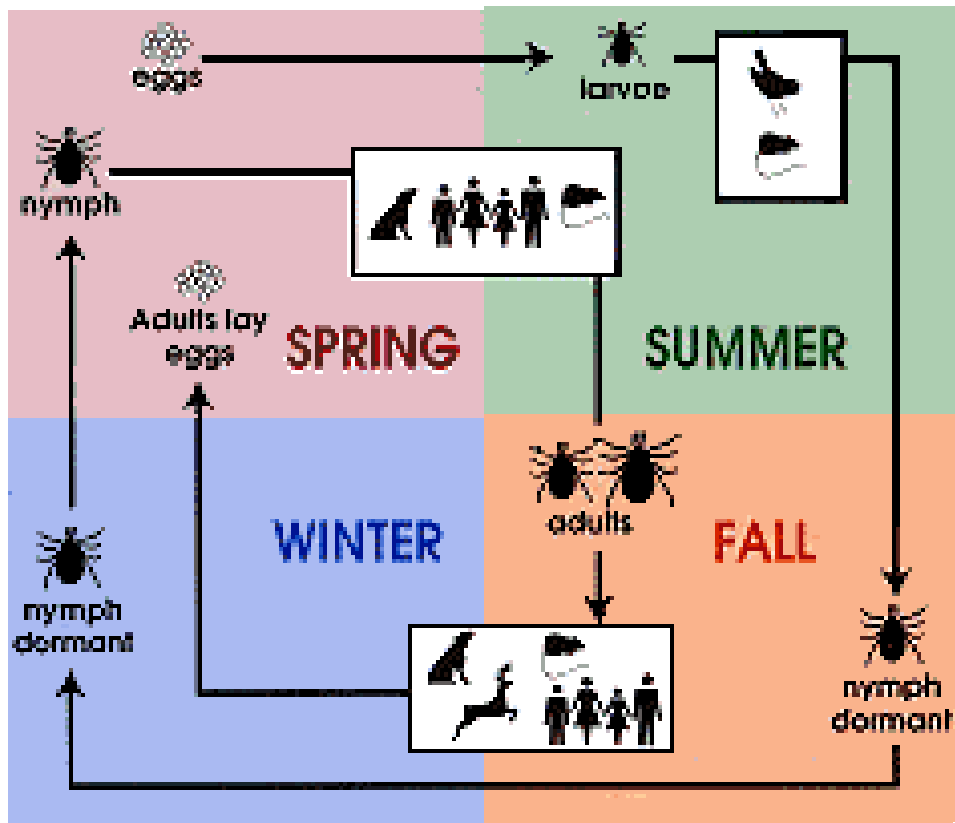 eggs
larvae
nymph
Adults lay
eggs
SPRING
SUMMER
WINTER
adults
FALL
nymph
dormant
nymph
dormant